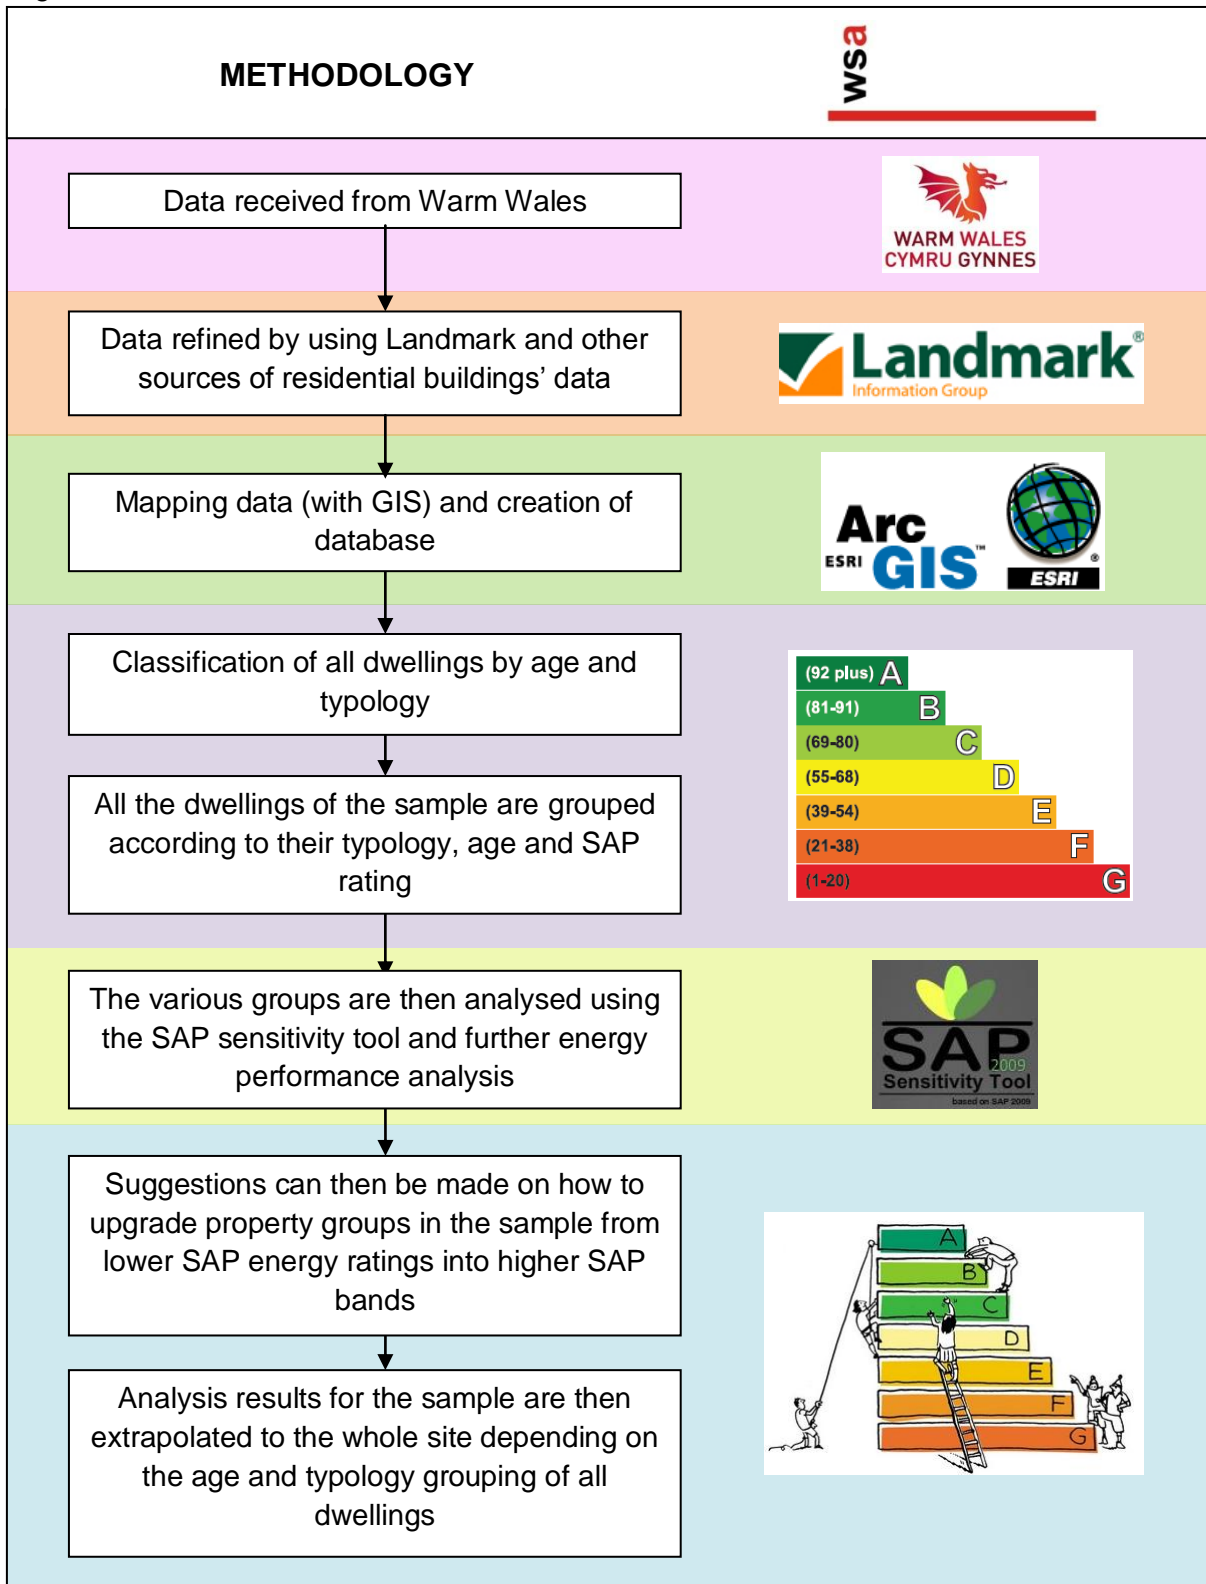 METHODOLOGY
wsa
Data received from Warm Wales
WARM WALES
CYMRU GYNNES
Data refined by using Landmark and other
sources of residential buildings’ data
Landmark®
Information Group
Mapping data (with GIS) and creation of
database
Arc
ESRI GIS™
® ESRI
Classification of all dwellings by age and
typology
All the dwellings of the sample are grouped
according to their typology, age and SAP
rating
(92 plus) A
(81-91) B
(69-80) C
(55-68) D
(39-54) E
(21-38) F
(1-20) G
The various groups are then analysed using
the SAP sensitivity tool and further energy
performance analysis
SAP
2009
Sensitivity Tool
based on SAP 2009
Suggestions can then be made on how to
upgrade property groups in the sample from
lower SAP energy ratings into higher SAP
bands
Analysis results for the sample are then
extrapolated to the whole site depending on
the age and typology grouping of all
dwellings
A
B
C
D
E
F
G